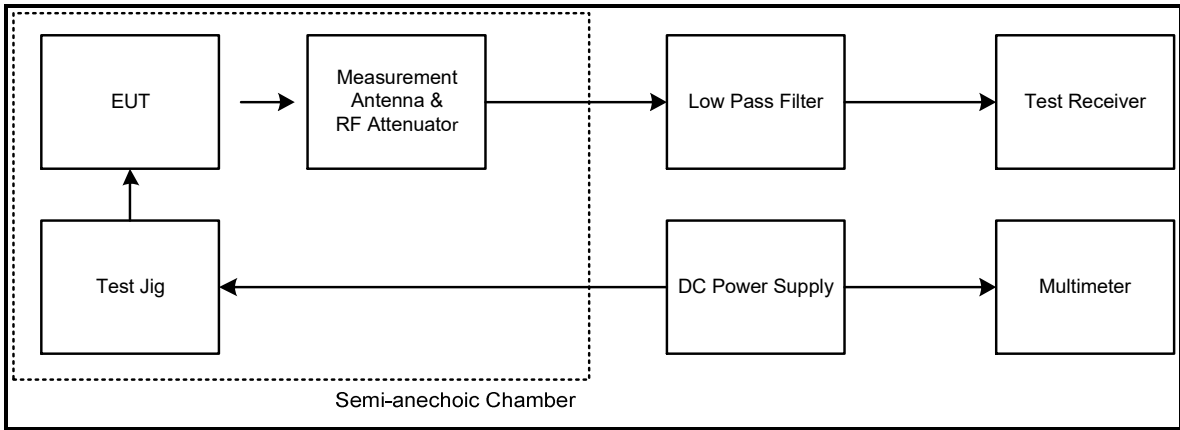 EUT
Measurement
Antenna &
RF Attenuator
Low Pass Filter
Test Receiver
Test Jig
DC Power Supply
Multimeter
Semi-anechoic Chamber